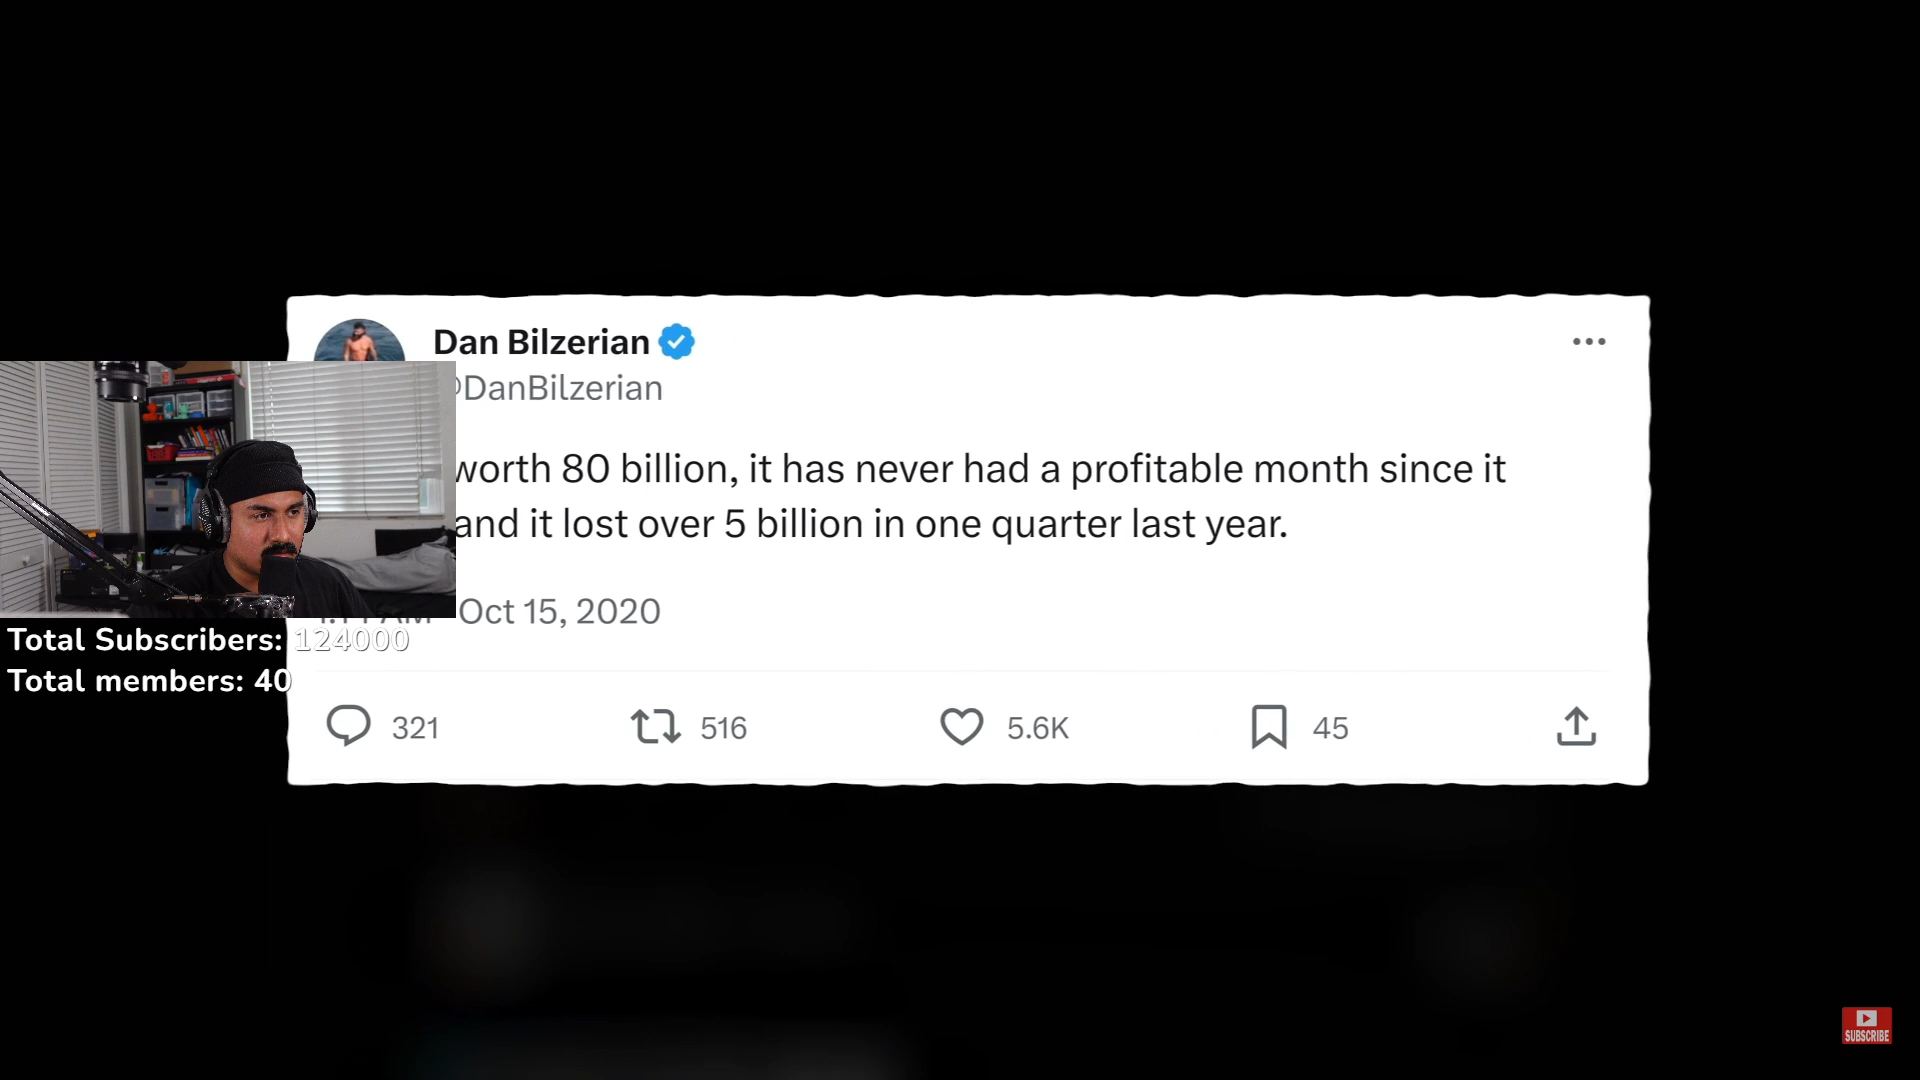 Dan Bilzerian
@DanBilzerian
worth 80 billion, it has never had a profitable month since it
and it lost over 5 billion in one quarter last year.
Oct 15, 2020
Total Subscribers: 124000
Total members: 40
321 516 5.6K 45
SUBSCRIBE